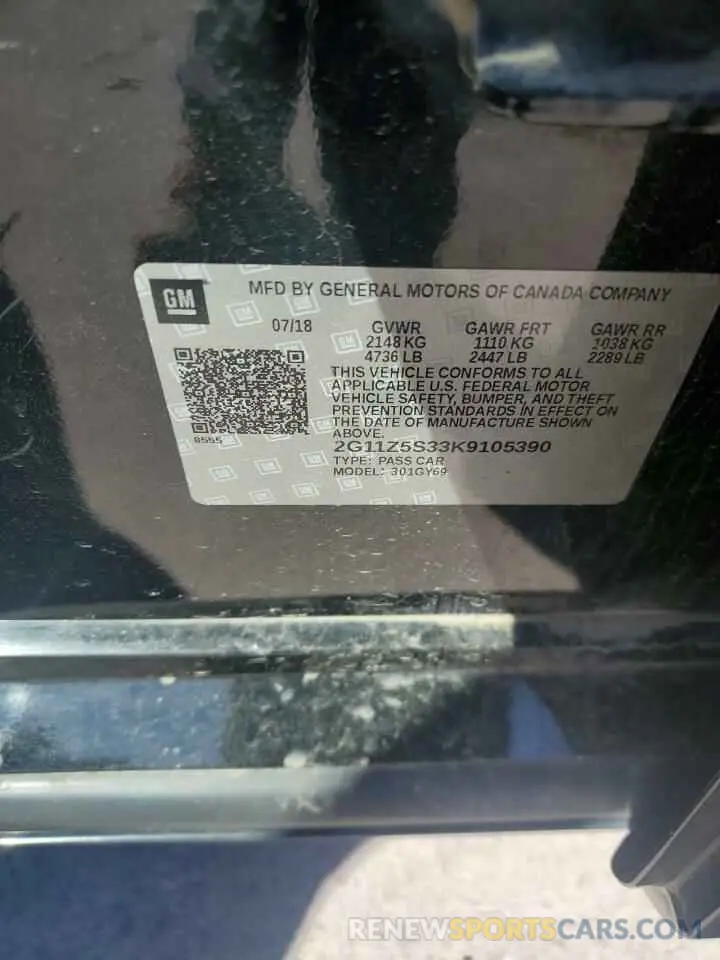 GM
MFD BY GENERAL MOTORS OF CANADA COMPANY
07/18 GVWR GAWR FRT GAWR RR
2148 KG 1110 KG 1038 KG
4736 LB 2447 LB 2289 LB
THIS VEHICLE CONFORMS TO ALL
APPLICABLE U.S. FEDERAL MOTOR
VEHICLE SAFETY, BUMPER, AND THEFT
PREVENTION STANDARDS IN EFFECT ON
THE DATE OF MANUFACTURE SHOWN
ABOVE.
8555
2G11Z5S33K9105390
TYPE: PASS CAR
MODEL: 301GY69
RENEWSPORTSCARS.COM